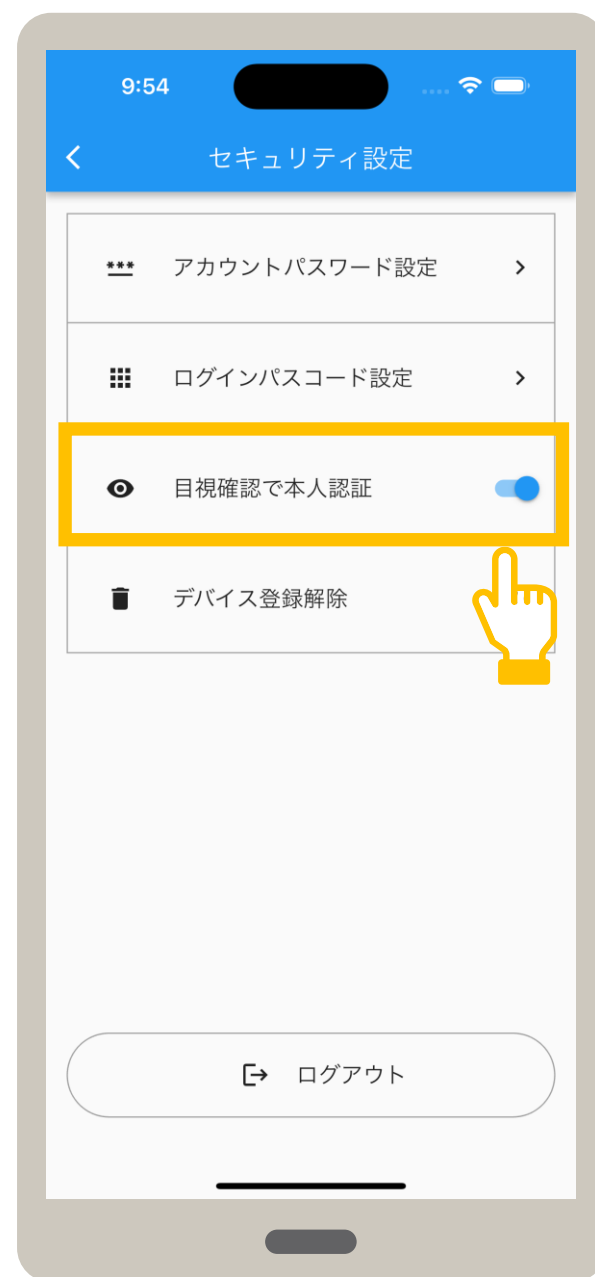 9:54
セキュリティ設定
アカウントパスワード設定
ログインパスコード設定
目視確認で本人認証
デバイス登録解除
ログアウト